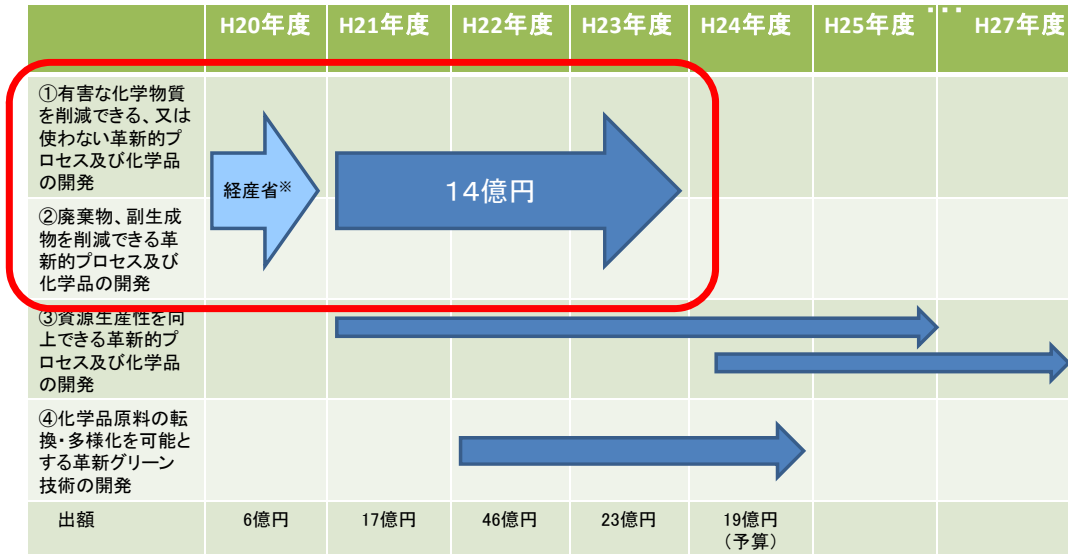 H20年度 H21年度 H22年度 H23年度 H24年度 H25年度 … H27年度
①有害な化学物質
を削減できる、又は
使わない革新的プ
ロセス及び化学品
の開発
経産省※
14億円
②廃棄物、副生成
物を削減できる革
新的プロセス及び
化学品の開発
③資源生産性を向
上できる革新的プ
ロセス及び化学品
の開発
④化学品原料の転
換・多様化を可能と
する革新グリーン
技術の開発
出額 6億円 17億円 46億円 23億円 19億円
（予算）